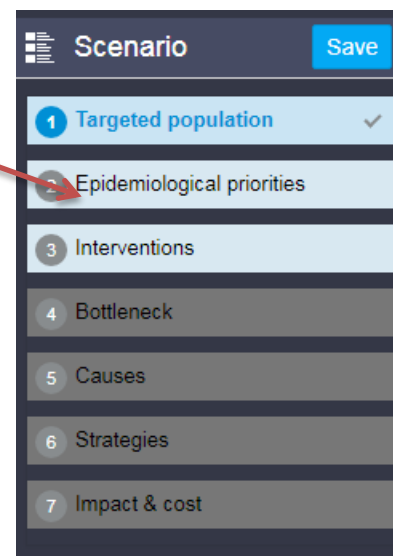 Scenario
Save
1 Targeted population
2 Epidemiological priorities
3 Interventions
4 Bottleneck
5 Causes
6 Strategies
7 Impact & cost